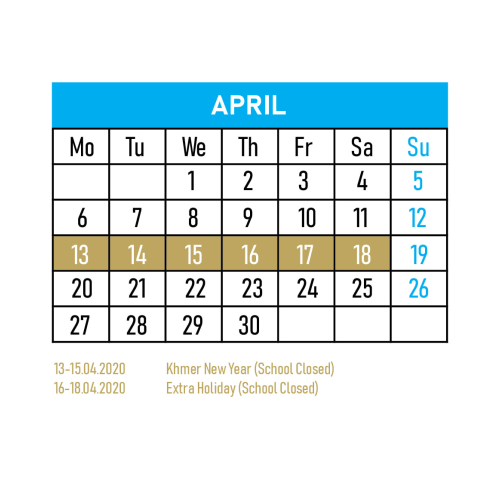 APRIL
Mo Tu We Th Fr Sa Su
1 2 3 4 5
6 7 8 9 10 11 12
13 14 15 16 17 18 19
20 21 22 23 24 25 26
27 28 29 30
13-15.04.2020 Khmer New Year (School Closed)
16-18.04.2020 Extra Holiday (School Closed)